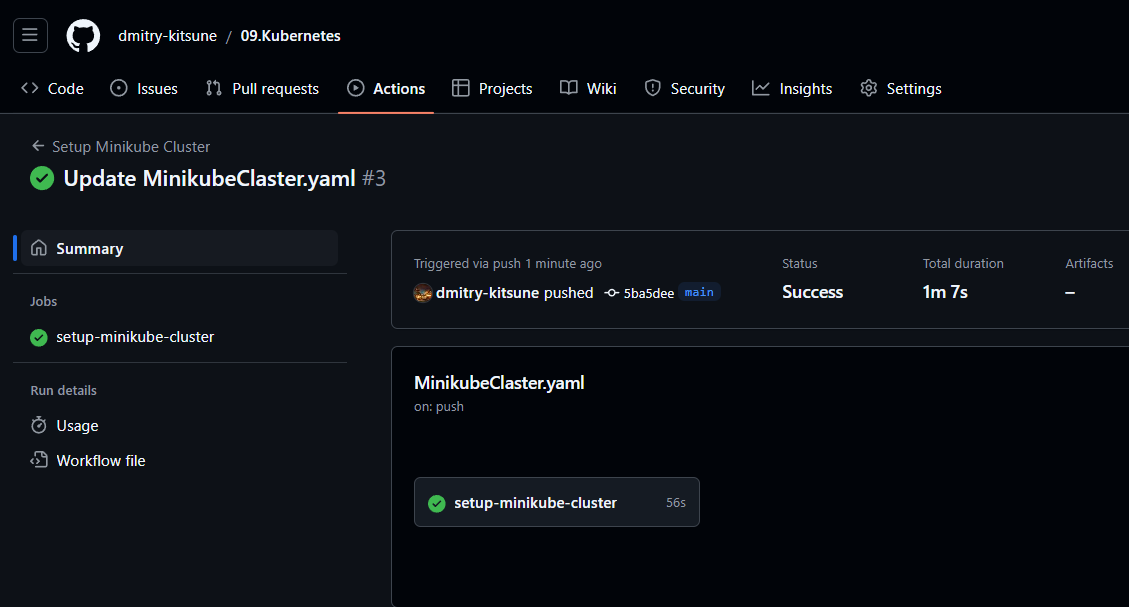 dmitry-kitsune / 09.Kubernetes
Code Issues Pull requests Actions Projects Wiki Security Insights Settings
← Setup Minikube Cluster
Update MinikubeClaster.yaml #3
Summary
Jobs
setup-minikube-cluster
Run details
Usage
Workflow file
Triggered via push 1 minute ago
dmitry-kitsune pushed 5ba5dee main
Status
Success
Total duration
1m 7s
Artifacts
–
MinikubeClaster.yaml
on: push
setup-minikube-cluster 56s